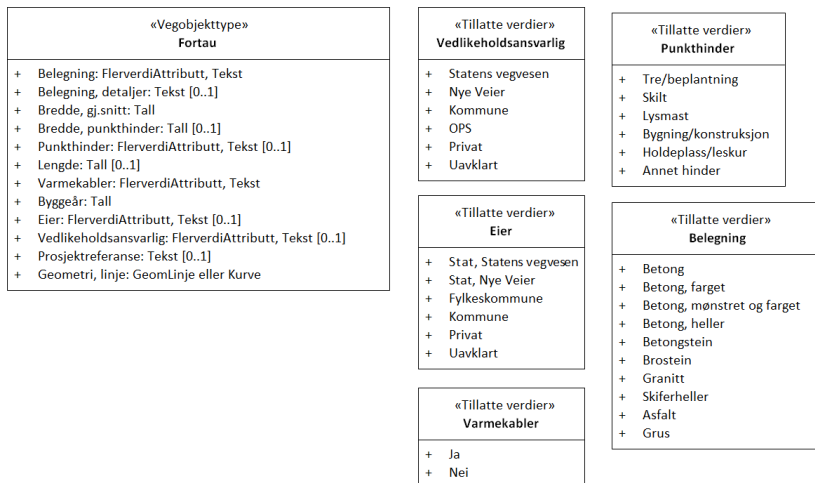 «Vegobjekttype»
Fortau
+ Belegning: FlerverdiAttributt, Tekst
+ Belegning, detaljer: Tekst [0..1]
+ Bredde, gj.snitt: Tall
+ Bredde, punkthinder: Tall [0..1]
+ Punkthinder: FlerverdiAttributt, Tekst [0..1]
+ Lengde: Tall [0..1]
+ Varmekabler: FlerverdiAttributt, Tekst
+ Byggeår: Tall
+ Eier: FlerverdiAttributt, Tekst [0..1]
+ Vedlikeholdsansvarlig: FlerverdiAttributt, Tekst [0..1]
+ Prosjektreferanse: Tekst [0..1]
+ Geometri, linje: GeomLinje eller Kurve
«Tillatte verdier»
Vedlikeholdsansvarlig
+ Statens vegvesen
+ Nye Veier
+ Kommune
+ OPS
+ Privat
+ Uavklart
«Tillatte verdier»
Eier
+ Stat, Statens vegvesen
+ Stat, Nye Veier
+ Fylkeskommune
+ Kommune
+ Privat
+ Uavklart
«Tillatte verdier»
Varmekabler
+ Ja
+ Nei
«Tillatte verdier»
Punkthinder
+ Tre/beplantning
+ Skilt
+ Lysmast
+ Bygning/konstruksjon
+ Holdeplass/leskur
+ Annet hinder
«Tillatte verdier»
Belegning
+ Betong
+ Betong, farget
+ Betong, mønstret og farget
+ Betong, heller
+ Betongstein
+ Brostein
+ Granitt
+ Skiferheller
+ Asfalt
+ Grus